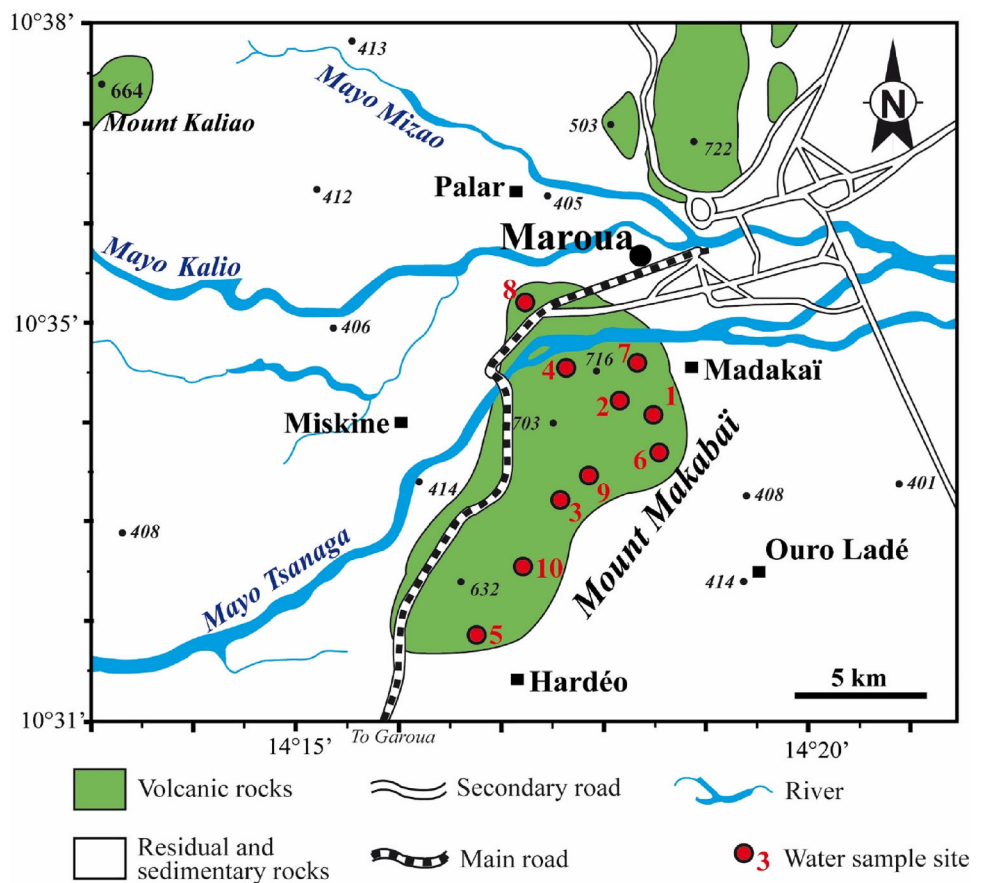 10°38’
413
664
Mount Kaliao
Mayo Mizao
503
722
N
412
Palar
405
Maroua
Mayo Kalio
8
10°35’
406
4
716
7
Madakaï
2
1
Miskine
703
6
Mount Makabaï
414
9
3
408
401
408
Ouro Ladé
10
632
414
Mayo Tsanaga
5
Hardéo
5 km
10°31’
14°15’
To Garoua
14°20’
Volcanic rocks
Secondary road
River
Residual and
sedimentary rocks
Main road
3
Water sample site